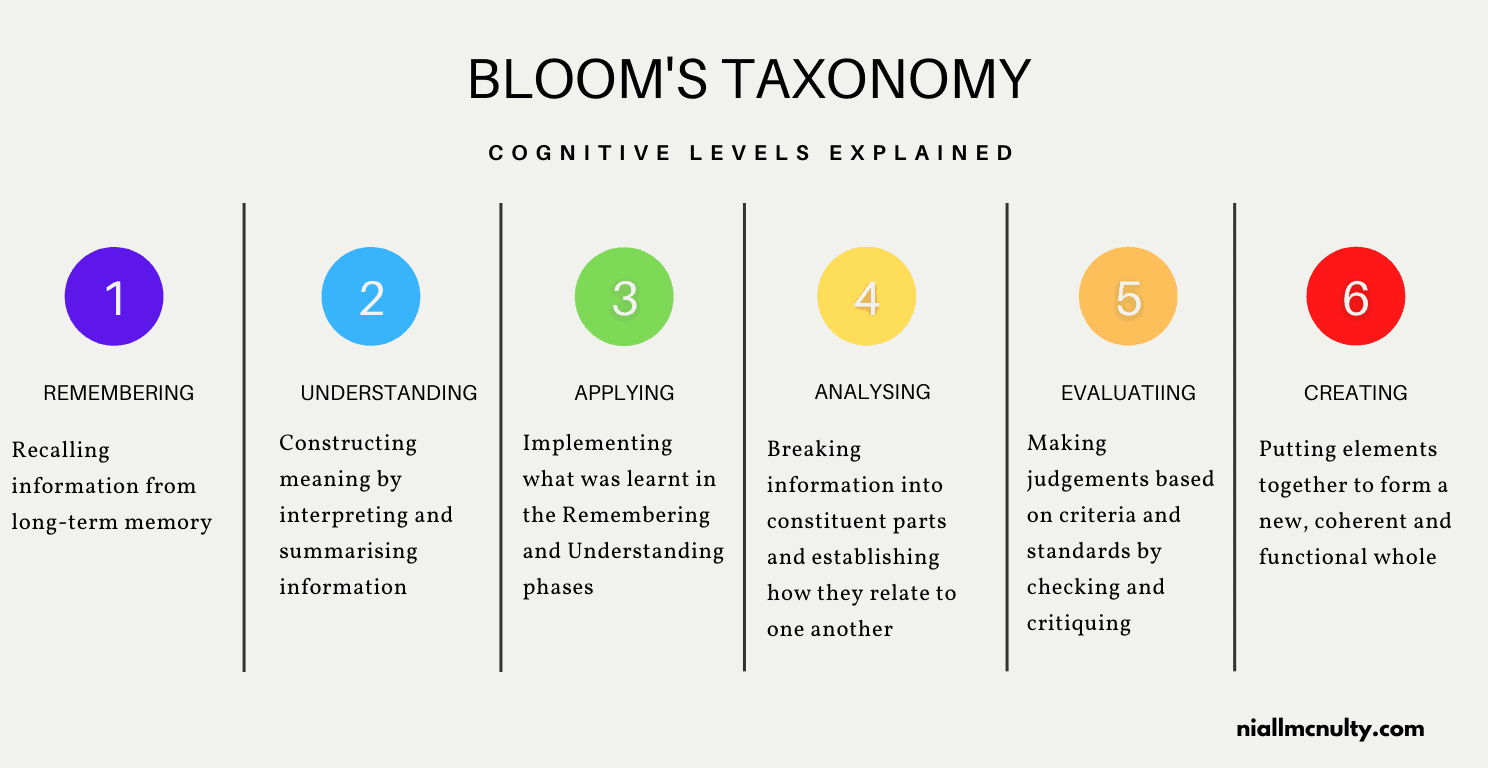 BLOOM'S TAXONOMY
COGNITIVE LEVELS EXPLAINED
1
REMEMBERING
Recalling
information from
long-term memory
2
UNDERSTANDING
Constructing
meaning by
interpreting and
summarising
information
3
APPLYING
Implementing
what was learnt in
the Remembering
and Understanding
phases
4
ANALYSING
Breaking
information into
constituent parts
and establishing
how they relate to
one another
5
EVALUATIING
Making
judgements based
on criteria and
standards by
checking and
critiquing
6
CREATING
Putting elements
together to form a
new, coherent and
functional whole
niallmcnulty.com